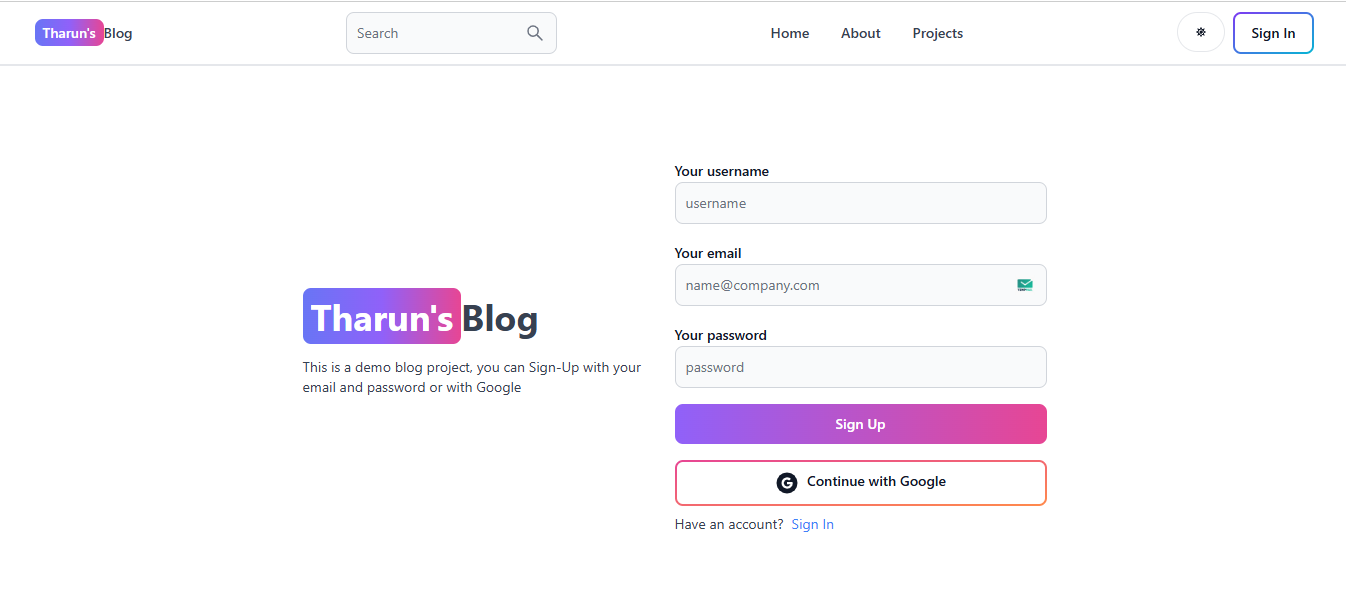 Tharun's Blog
Search
Home About Projects
Sign In
Your username
username
Your email
name@company.com
Your password
password
Tharun's Blog
This is a demo blog project, you can Sign-Up with your
email and password or with Google
Sign Up
Continue with Google
Have an account? Sign In